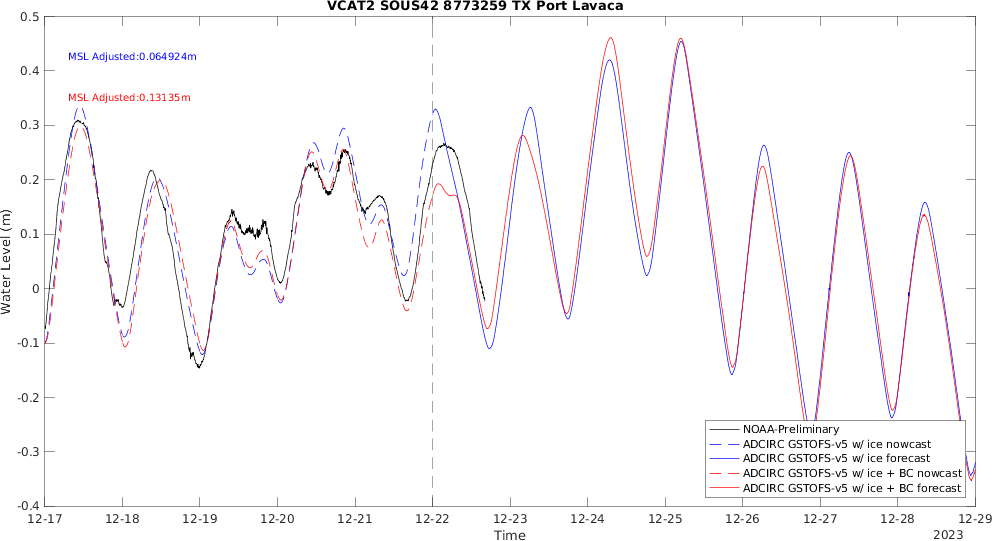 VCAT2 SOUS42 8773259 TX Port Lavaca
0.5
0.4
0.3
0.2
0.1
0
-0.1
-0.2
-0.3
-0.4
Water Level (m)
MSL Adjusted:0.064924m
MSL Adjusted:0.13135m
NOAA-Preliminary
ADCIRC GSTOFS-v5 w/ ice nowcast
ADCIRC GSTOFS-v5 w/ ice forecast
ADCIRC GSTOFS-v5 w/ ice + BC nowcast
ADCIRC GSTOFS-v5 w/ ice + BC forecast
12-17 12-18 12-19 12-20 12-21 12-22 12-23 12-24 12-25 12-26 12-27 12-28 12-29
Time
2023